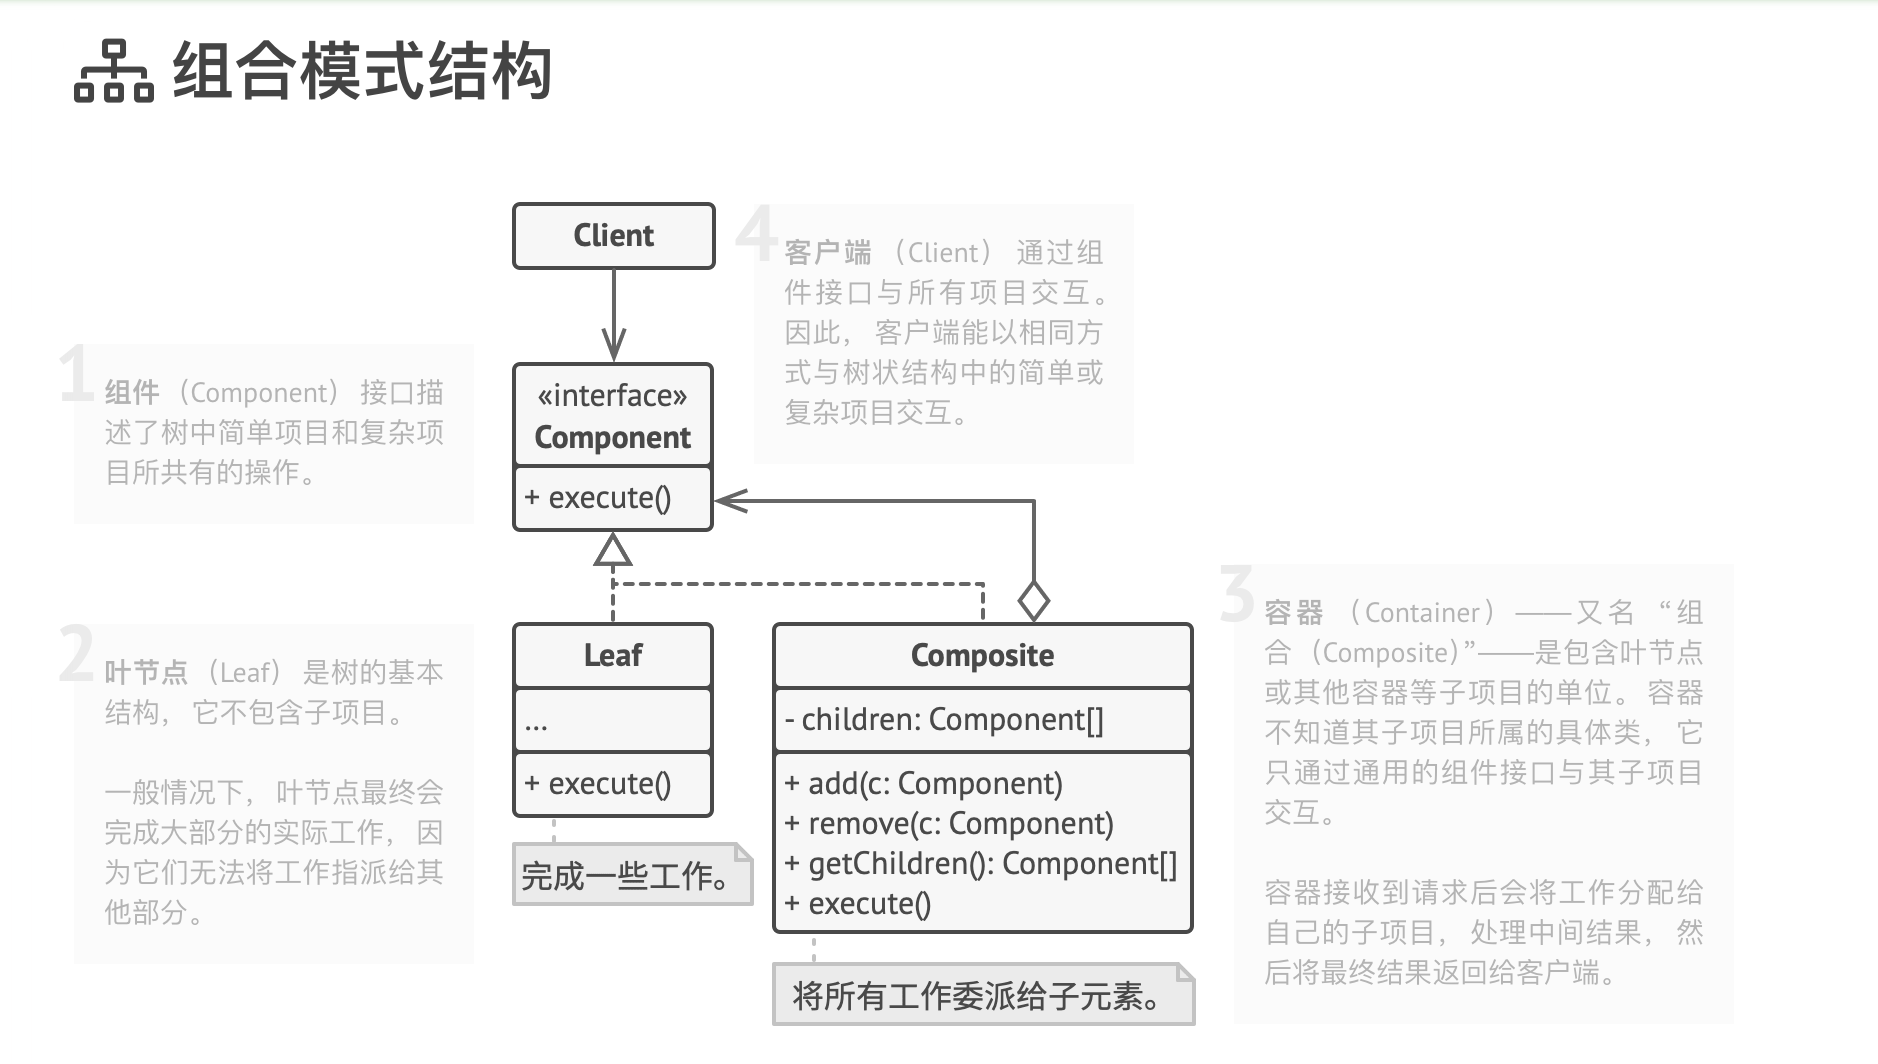 组合模式结构
Client
4
客户端 （Client） 通过组
件接口与所有项目交互。
因此， 客户端能以相同方
式与树状结构中的简单或
复杂项目交互。
1
组件 （Component） 接口描
述了树中简单项目和复杂项
目所共有的操作。
«interface»
Component
+ execute()
2
叶节点 （Leaf） 是树的基本
结构， 它不包含子项目。
一般情况下， 叶节点最终会
完成大部分的实际工作， 因
为它们无法将工作指派给其
他部分。
Leaf
...
+ execute()
完成一些工作。
Composite
- children: Component[]
+ add(c: Component)
+ remove(c: Component)
+ getChildren(): Component[]
+ execute()
将所有工作委派给子元素。
3
容器 （Container）——又名 “组
合 （Composite）”——是包含叶节点
或其他容器等子项目的单位。 容器
不知道其子项目所属的具体类， 它
只通过通用的组件接口与其子项目
交互。
容器接收到请求后会将工作分配给
自己的子项目， 处理中间结果， 然
后将最终结果返回给客户端。